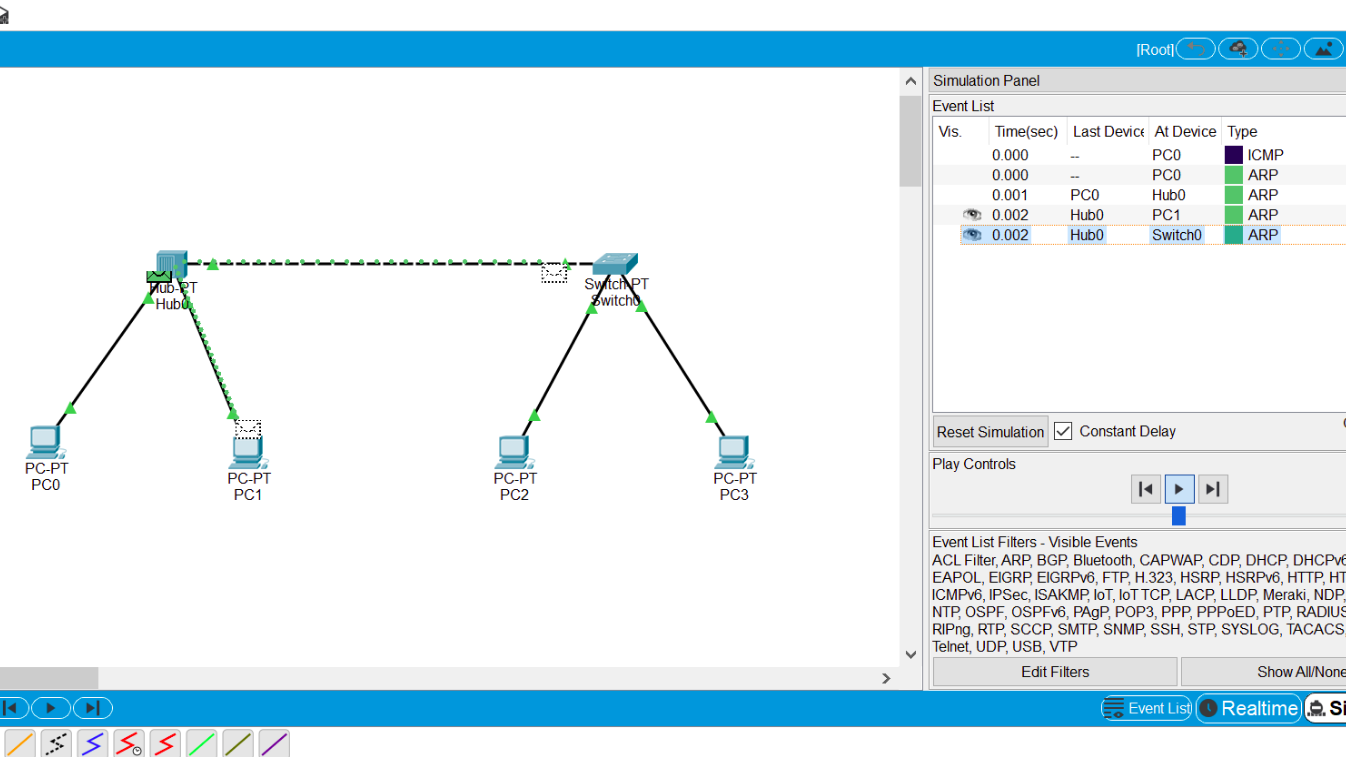 [Root]
Simulation Panel
Event List
Vis. Time(sec) Last Device At Device Type
0.000 -- PC0 ICMP
0.000 -- PC0 ARP
0.001 PC0 Hub0 ARP
0.002 Hub0 PC1 ARP
0.002 Hub0 Switch0 ARP
Hub-PT
Hub0
Switch-PT
Switch0
PC-PT
PC0
PC-PT
PC1
PC-PT
PC2
PC-PT
PC3
Reset Simulation Constant Delay
Play Controls
Event List Filters - Visible Events
ACL Filter, ARP, BGP, Bluetooth, CAPWAP, CDP, DHCP, DHCPv6
EAPOL, EIGRP, EIGRPv6, FTP, H.323, HSRP, HSRPv6, HTTP, HT
ICMPv6, IPSec, ISAKMP, IoT, IoT TCP, LACP, LLDP, Meraki, NDP,
NTP, OSPF, OSPFv6, PAgP, POP3, PPP, PPPoED, PTP, RADIUS
RIPng, RTP, SCCP, SMTP, SNMP, SSH, STP, SYSLOG, TACACS,
Telnet, UDP, USB, VTP
Edit Filters Show All/None
Event List Realtime Si